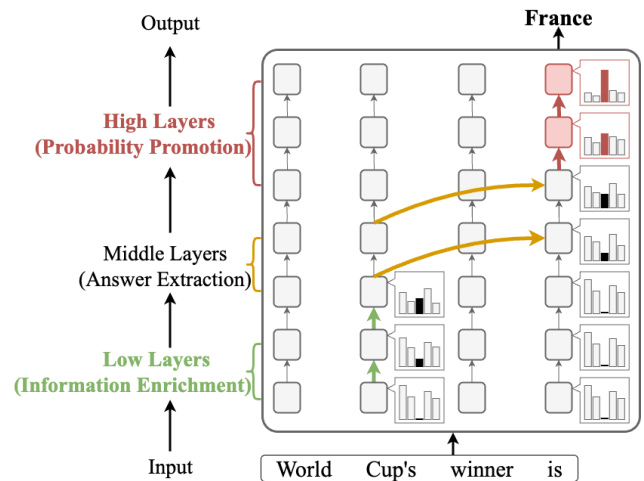 Output
France
High Layers
(Probability Promotion)
Middle Layers
(Answer Extraction)
Low Layers
(Information Enrichment)
Input
World Cup's winner is